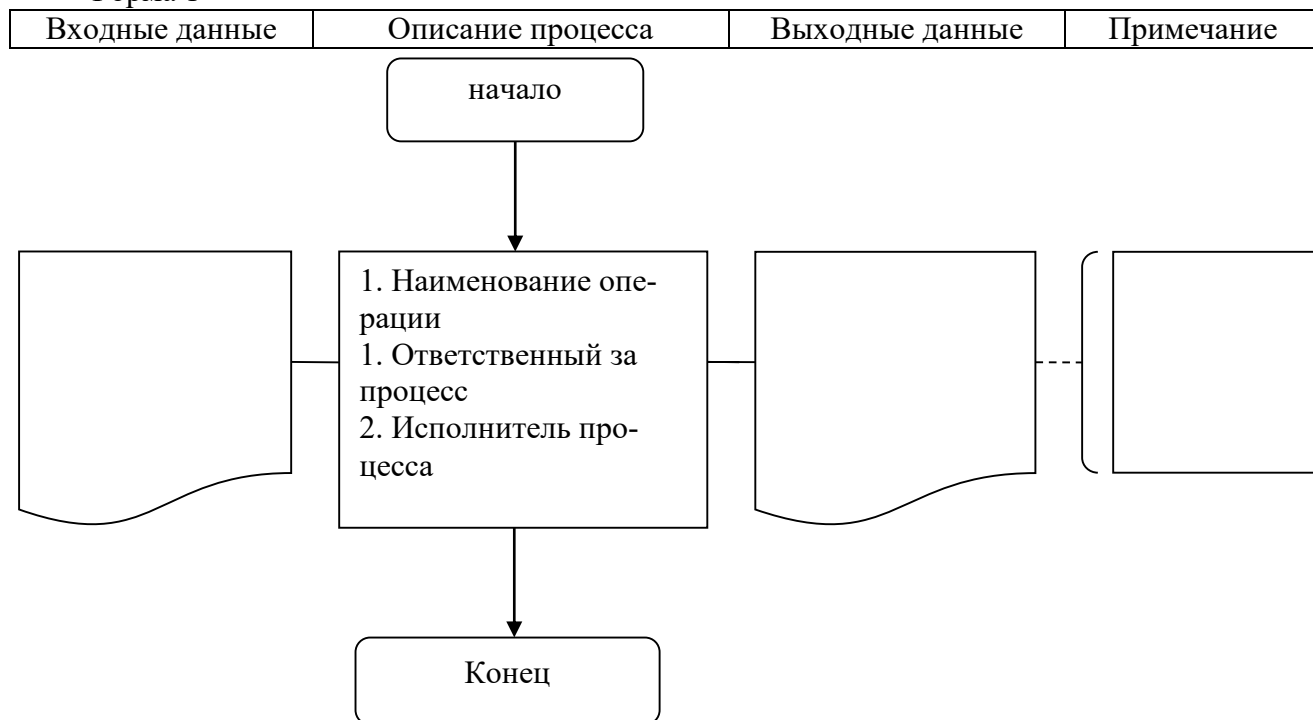 Входные данные
Описание процесса
Выходные данные
Примечание
начало
1. Наименование опе-
рации
1. Ответственный за
процесс
2. Исполнитель про-
цесса
Конец